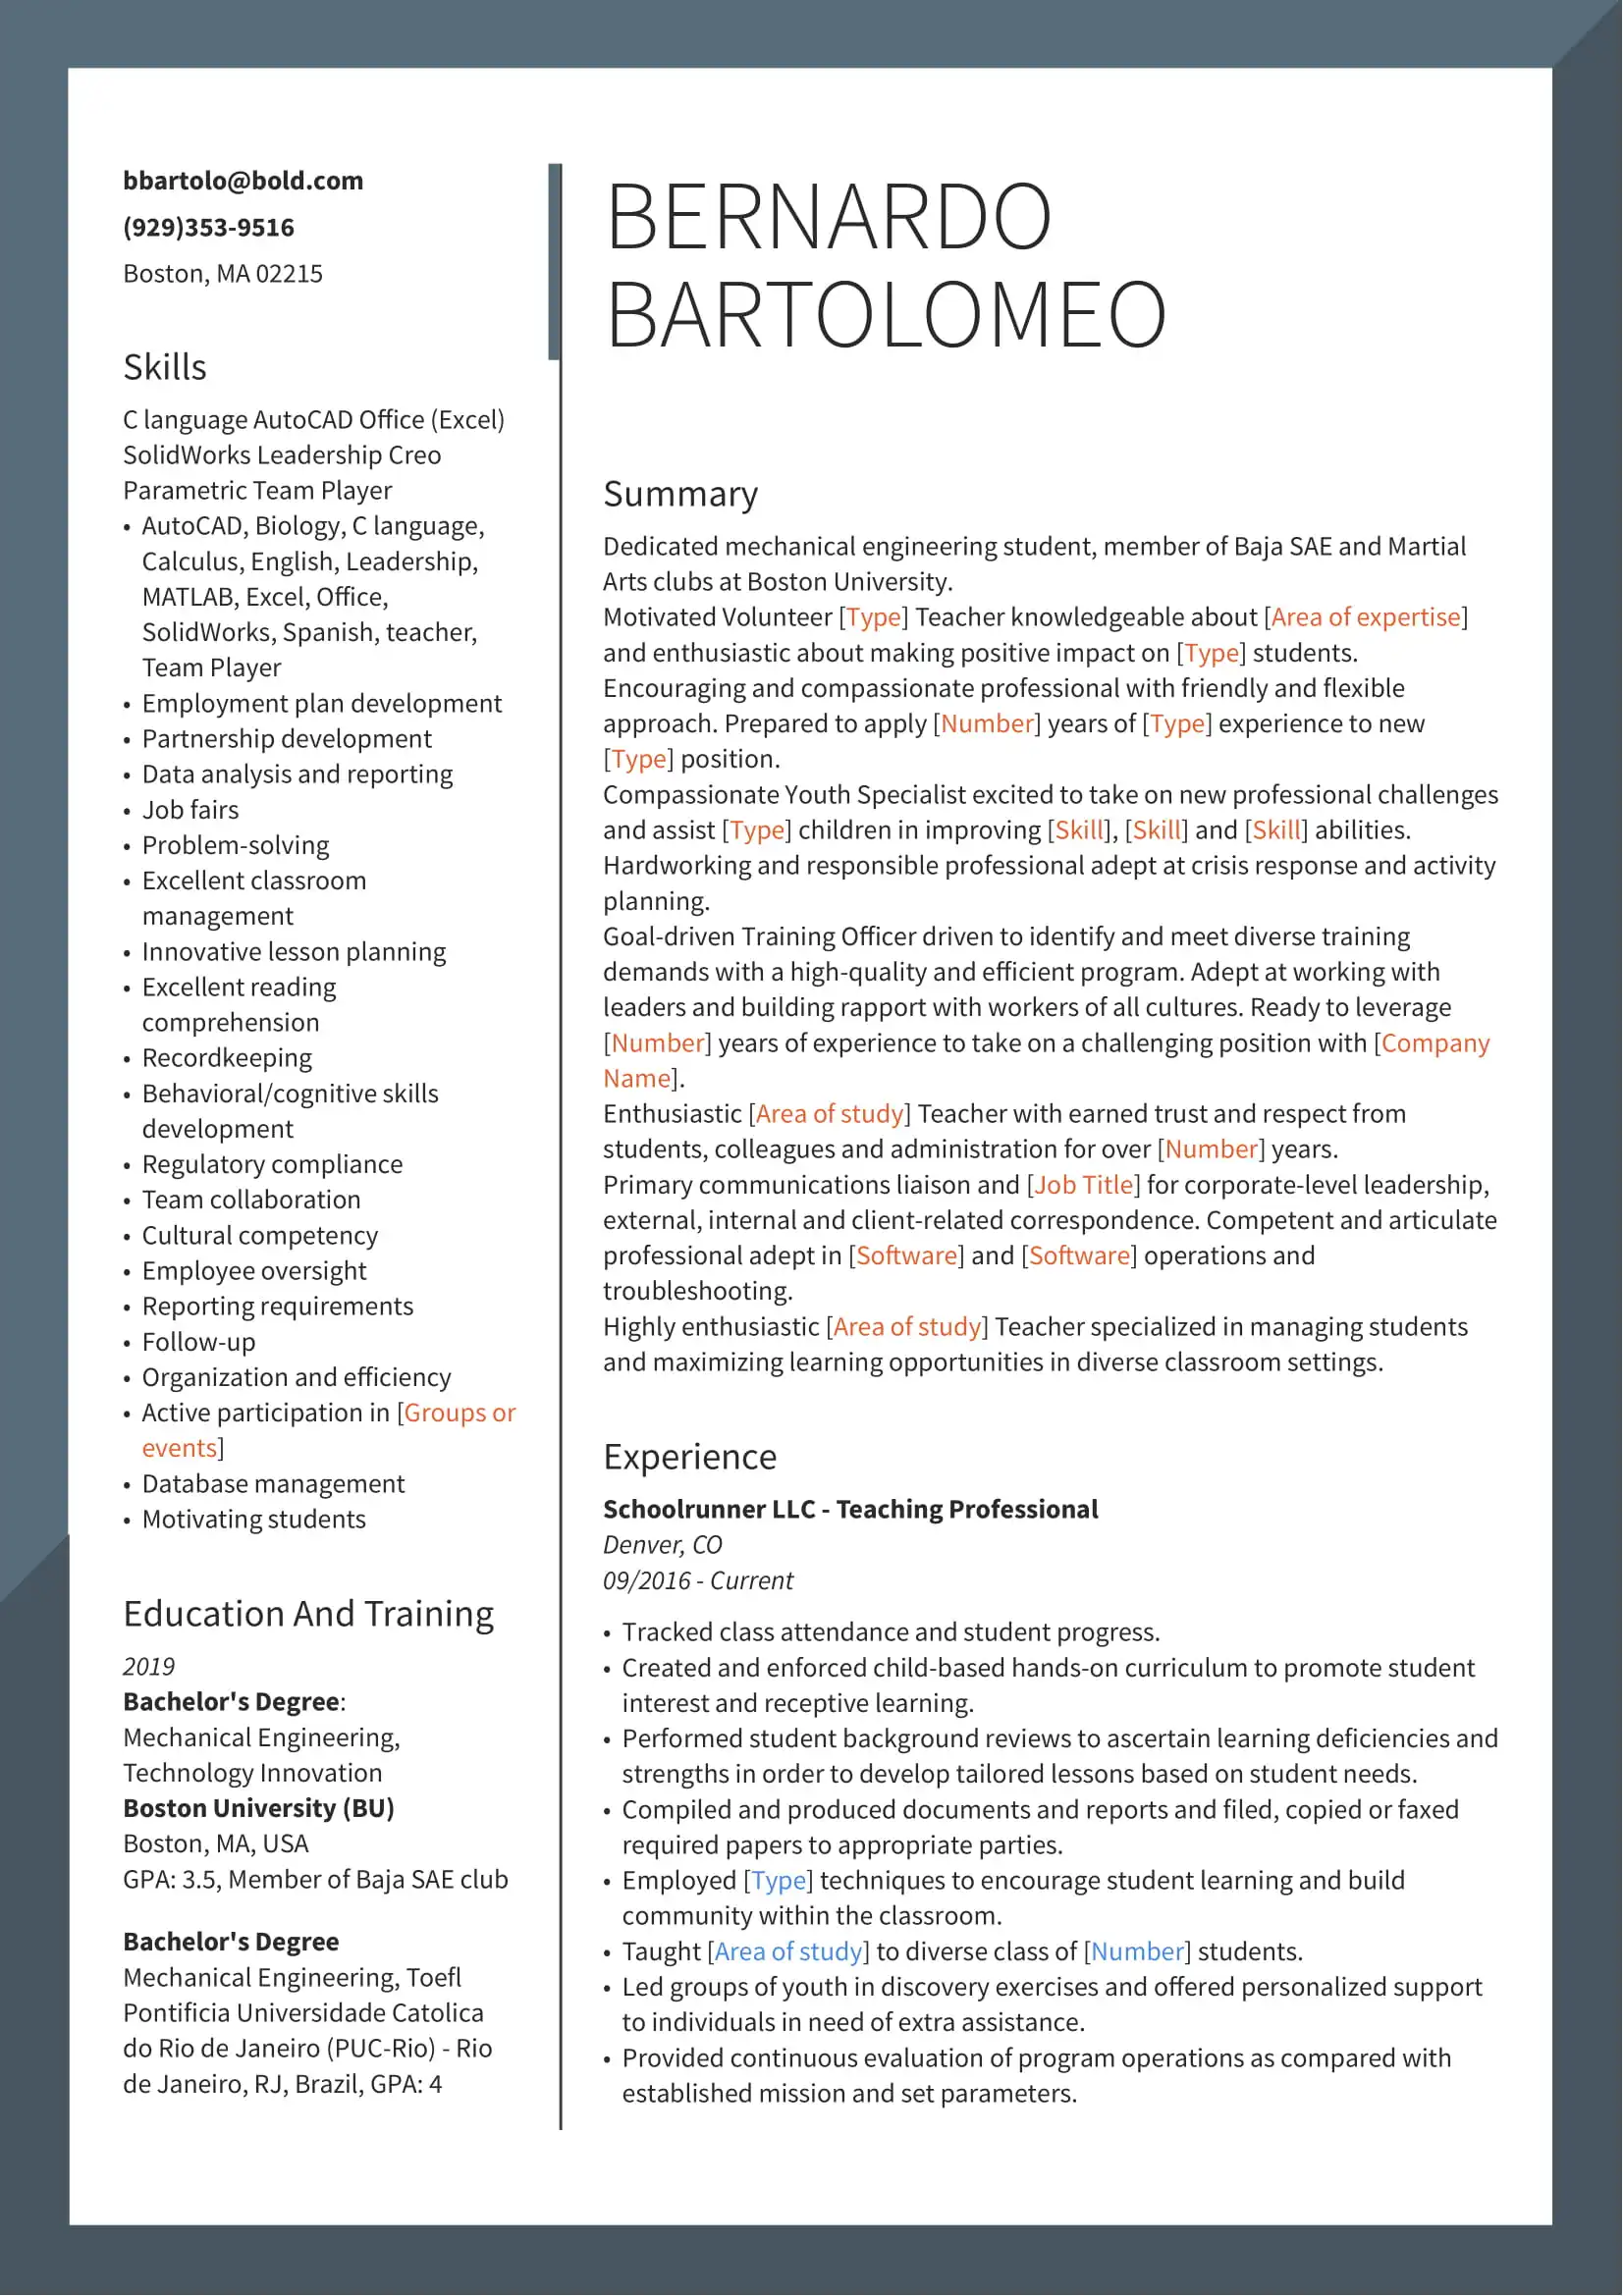 bbartolo@bold.com
(929)353-9516
Boston, MA 02215
Skills
C language AutoCAD Office (Excel)
SolidWorks Leadership Creo
Parametric Team Player
• AutoCAD, Biology, C language,
Calculus, English, Leadership,
MATLAB, Excel, Office,
SolidWorks, Spanish, teacher,
Team Player
• Employment plan development
• Partnership development
• Data analysis and reporting
• Job fairs
• Problem-solving
• Excellent classroom
management
• Innovative lesson planning
• Excellent reading
comprehension
• Recordkeeping
• Behavioral/cognitive skills
development
• Regulatory compliance
• Team collaboration
• Cultural competency
• Employee oversight
• Reporting requirements
• Follow-up
• Organization and efficiency
• Active participation in [Groups or
events]
• Database management
• Motivating students
Education And Training
2019
Bachelor's Degree:
Mechanical Engineering,
Technology Innovation
Boston University (BU)
Boston, MA, USA
GPA: 3.5, Member of Baja SAE club
Bachelor's Degree
Mechanical Engineering, Toefl
Pontificia Universidade Catolica
do Rio de Janeiro (PUC-Rio) - Rio
de Janeiro, RJ, Brazil, GPA: 4
BERNARDO
BARTOLOMEO
Summary
Dedicated mechanical engineering student, member of Baja SAE and Martial
Arts clubs at Boston University.
Motivated Volunteer [Type] Teacher knowledgeable about [Area of expertise]
and enthusiastic about making positive impact on [Type] students.
Encouraging and compassionate professional with friendly and flexible
approach. Prepared to apply [Number] years of [Type] experience to new
[Type] position.
Compassionate Youth Specialist excited to take on new professional challenges
and assist [Type] children in improving [Skill], [Skill] and [Skill] abilities.
Hardworking and responsible professional adept at crisis response and activity
planning.
Goal-driven Training Officer driven to identify and meet diverse training
demands with a high-quality and efficient program. Adept at working with
leaders and building rapport with workers of all cultures. Ready to leverage
[Number] years of experience to take on a challenging position with [Company
Name].
Enthusiastic [Area of study] Teacher with earned trust and respect from
students, colleagues and administration for over [Number] years.
Primary communications liaison and [Job Title] for corporate-level leadership,
external, internal and client-related correspondence. Competent and articulate
professional adept in [Software] and [Software] operations and
troubleshooting.
Highly enthusiastic [Area of study] Teacher specialized in managing students
and maximizing learning opportunities in diverse classroom settings.
Experience
Schoolrunner LLC - Teaching Professional
Denver, CO
09/2016 - Current
• Tracked class attendance and student progress.
• Created and enforced child-based hands-on curriculum to promote student
interest and receptive learning.
• Performed student background reviews to ascertain learning deficiencies and
strengths in order to develop tailored lessons based on student needs.
• Compiled and produced documents and reports and filed, copied or faxed
required papers to appropriate parties.
• Employed [Type] techniques to encourage student learning and build
community within the classroom.
• Taught [Area of study] to diverse class of [Number] students.
• Led groups of youth in discovery exercises and offered personalized support
to individuals in need of extra assistance.
• Provided continuous evaluation of program operations as compared with
established mission and set parameters.